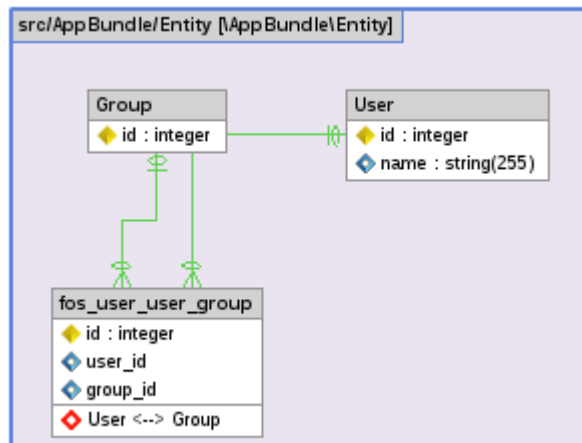 src/AppBundle/Entity [\AppBundle\Entity]
Group
id : integer
User
id : integer
name : string(255)
fos_user_user_group
id : integer
user_id
group_id
User <--> Group